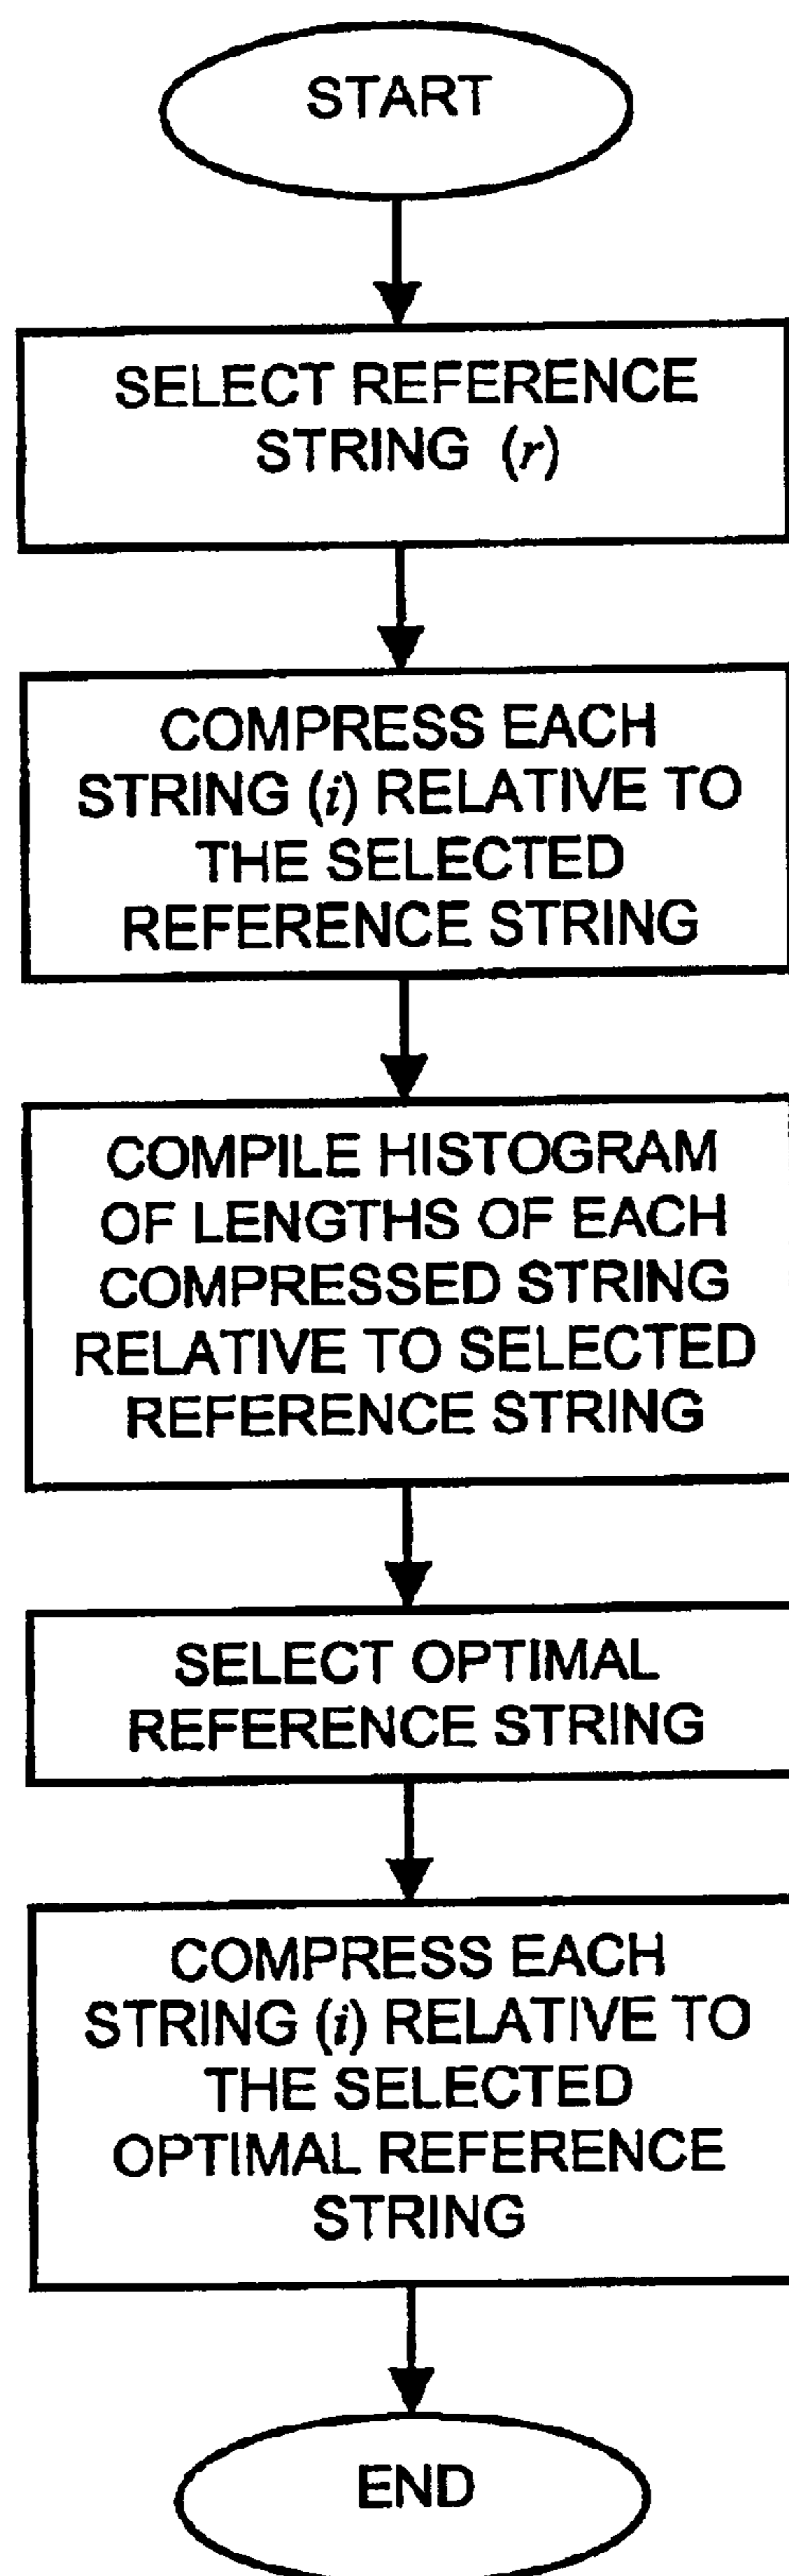 START
SELECT REFERENCE
STRING (r)
COMPRESS EACH
STRING (i) RELATIVE TO
THE SELECTED
REFERENCE STRING
COMPILE HISTOGRAM
OF LENGTHS OF EACH
COMPRESSED STRING
RELATIVE TO SELECTED
REFERENCE STRING
SELECT OPTIMAL
REFERENCE STRING
COMPRESS EACH
STRING (i) RELATIVE TO
THE SELECTED
OPTIMAL REFERENCE
STRING
END